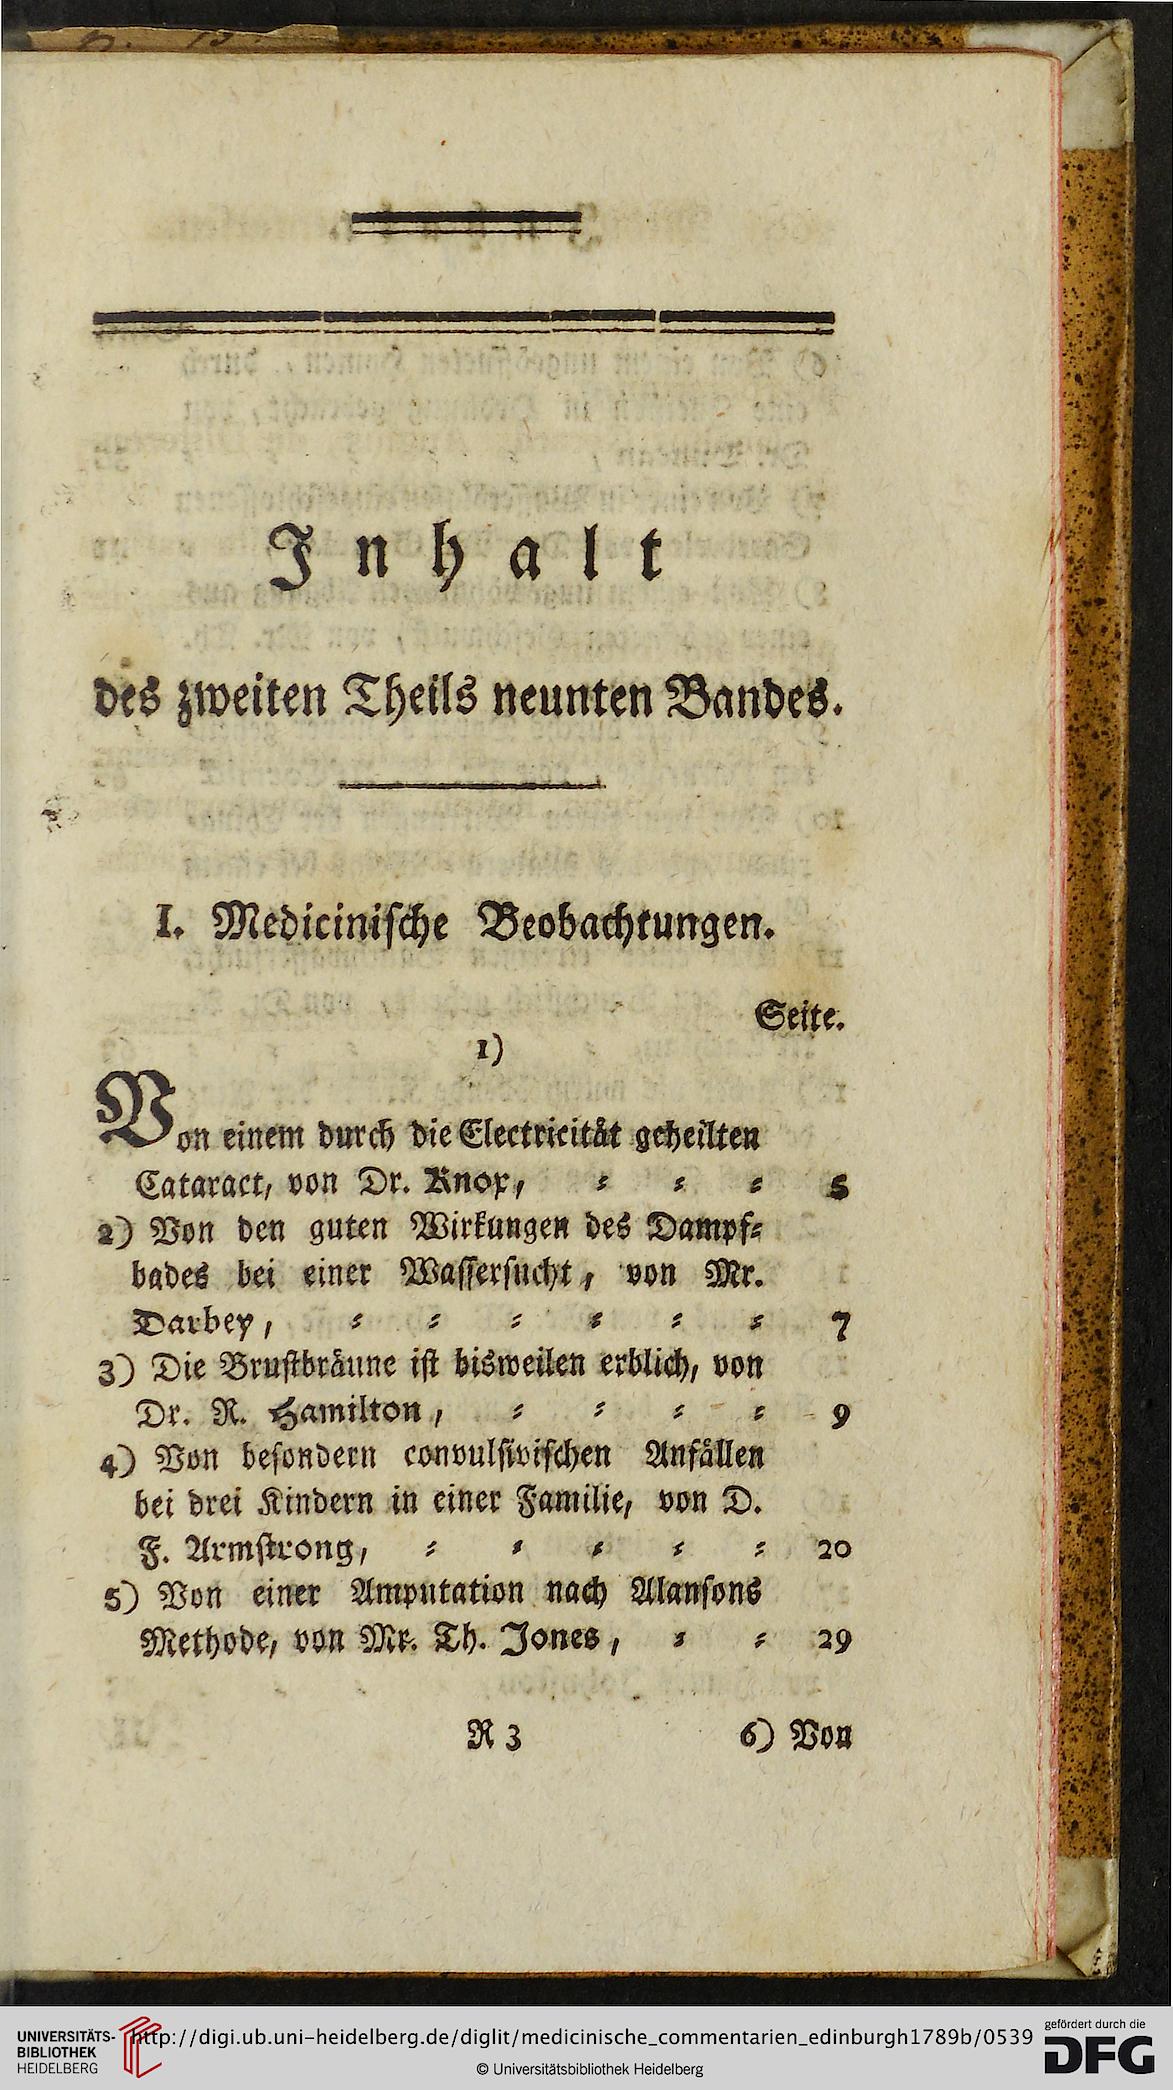 Inhalt
des zweiten Theils neunten Bandes.
I. Medicinische Beobachtungen.
Seite.
1)
Von einem durch die Electricität geheilten
Cataract, von Dr. Knox, = = = 5
2) Von den guten Wirkungen des Dampf=
bades bei einer Wassersucht, von Mr.
Darbey, = = = = = = 7
3) Die Brustbräune ist bisweilen erblich, von
Dr. R. Hamilton, = = = = 9
4) Von besondern convulsivischen Anfällen
bei drei Kindern in einer Familie, von D.
F. Armstrong, = = = = = 20
5) Von einer Amputation nach Alansons
Methode, von Mr. Th. Jones, = = 29
R 3 6) Von
UNIVERSITÄTS-
BIBLIOTHEK
HEIDELBERG
http://digi.ub.uni-heidelberg.de/diglit/medicinische_commentarien_edinburgh1789b/0539
© Universitätsbibliothek Heidelberg
gefördert durch die
DFG